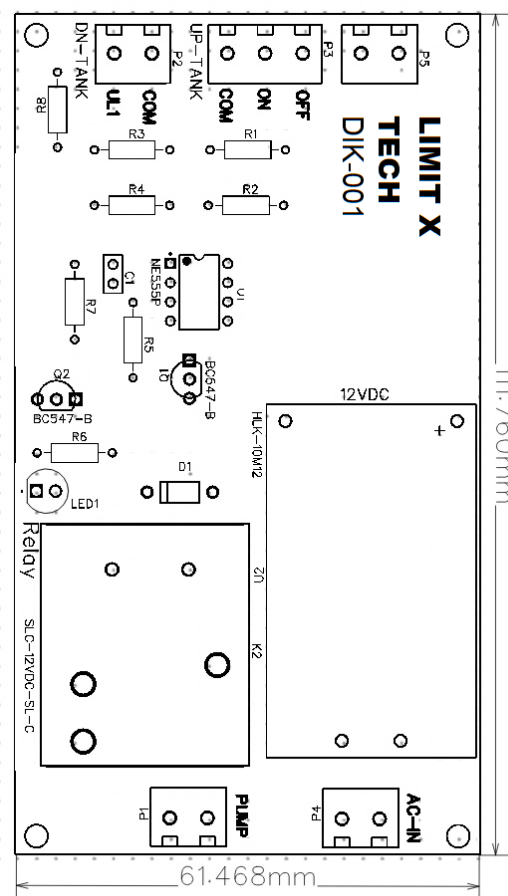 DN-TANK
P2
UL1
COM
UP-TANK
P3
COM
ON
OFF
P5
LIMIT X
TECH
DIK-001
R8
R3
R1
R4
R2
NE555P
U1
C1
R7
R5
Q1
BC547-B
Q2
BC547-B
R6
12VDC
HLK-10M12
+
D1
LED1
Relay
SLC-12VDC-SL-C
U2
K2
P1
PUMP
P4
AC-IN
61.468mm
111.760mm